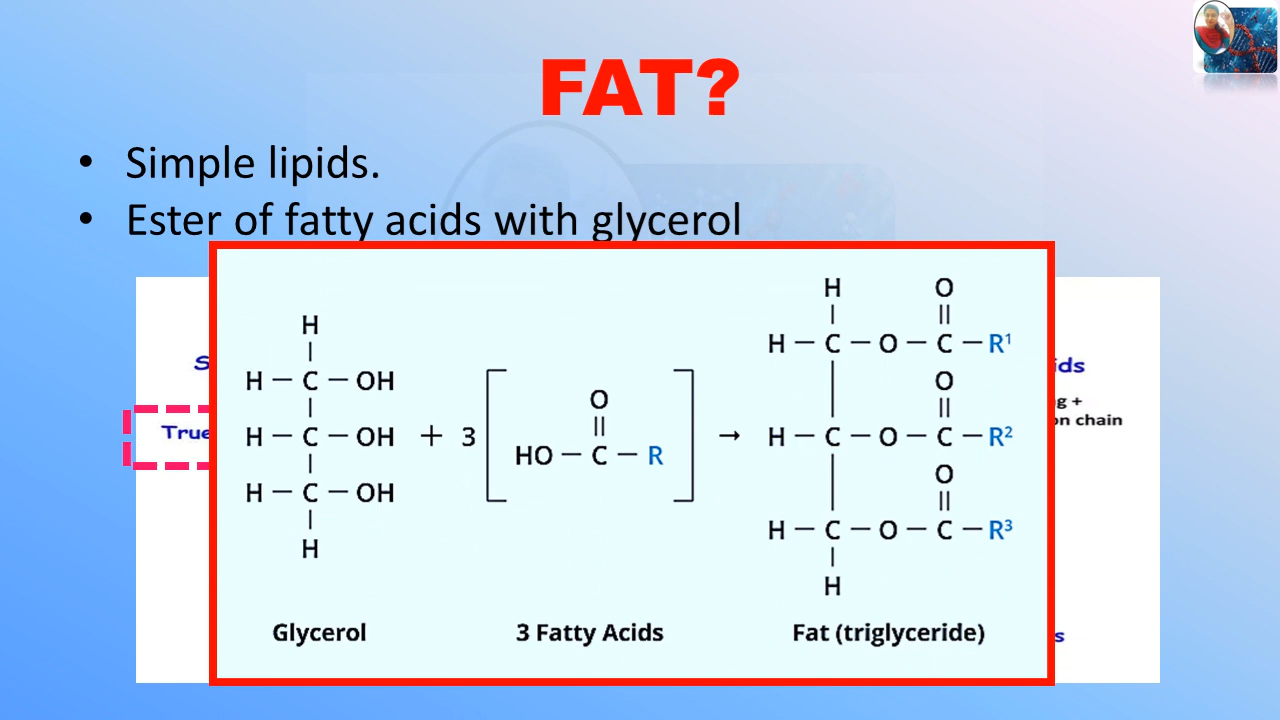 FAT?
• Simple lipids.
• Ester of fatty acids with glycerol
H H O
H — C — O — C — R¹
H — C — OH O O
H — C — OH + 3 HO — C — R → H — C — O — C — R²
H — C — OH O
H H — C — O — C — R³
H
Glycerol 3 Fatty Acids Fat (triglyceride)
True
on chain